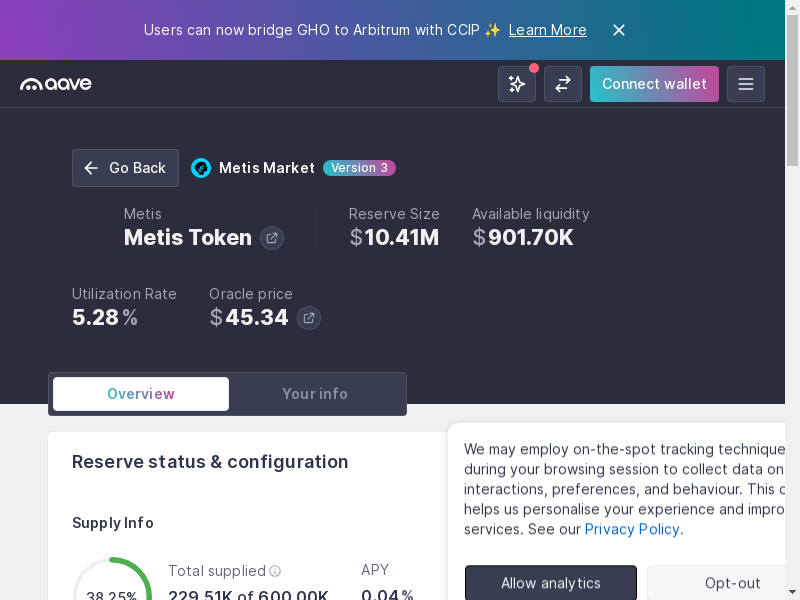 Users can now bridge GHO to Arbitrum with CCIP ✨ Learn More
aave
Connect wallet
Go Back
Metis Market
Version 3
Metis
Metis Token
Reserve Size
$10.41M
Available liquidity
$901.70K
Utilization Rate
5.28%
Oracle price
$45.34
Overview
Your info
Reserve status & configuration
Supply Info
38.25%
Total supplied
229.51K of 600.00K
APY
0.04%
We may employ on-the-spot tracking technique
during your browsing session to collect data on
interactions, preferences, and behaviour. This
helps us personalise your experience and impro
services. See our Privacy Policy.
Allow analytics
Opt-out